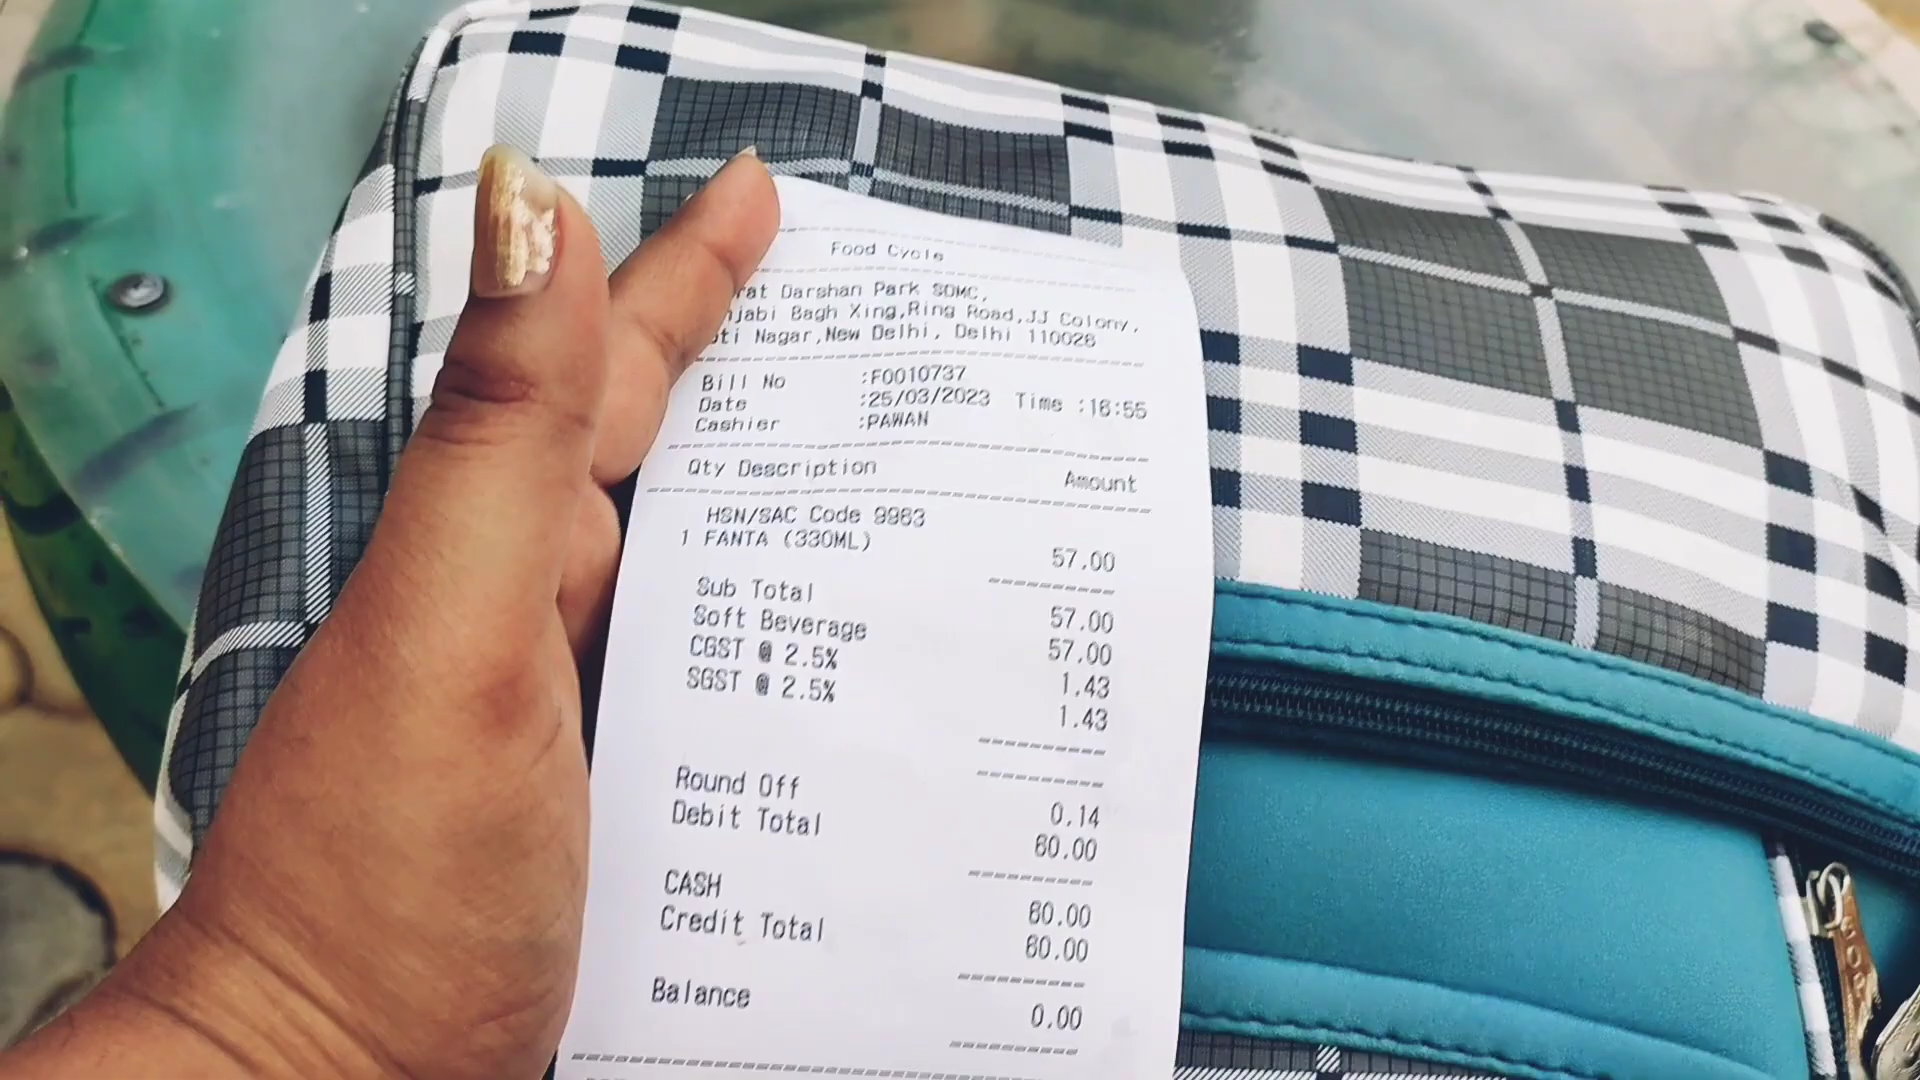 Food Cycle
rat Darshan Park SDMC,
njabi Bagh Xing,Ring Road,JJ Colony,
oti Nagar,New Delhi, Delhi 110028
Bill No :F0010737
Date :25/03/2023 Time :16:55
Cashier :PAWAN
Qty Description Amount
HSN/SAC Code 9963
1 FANTA (330ML) 57.00
Sub Total 57.00
Soft Beverage 57.00
CGST @ 2.5% 1.43
SGST @ 2.5% 1.43
Round Off 0.14
Debit Total 60.00
CASH 60.00
Credit Total 60.00
Balance 0.00